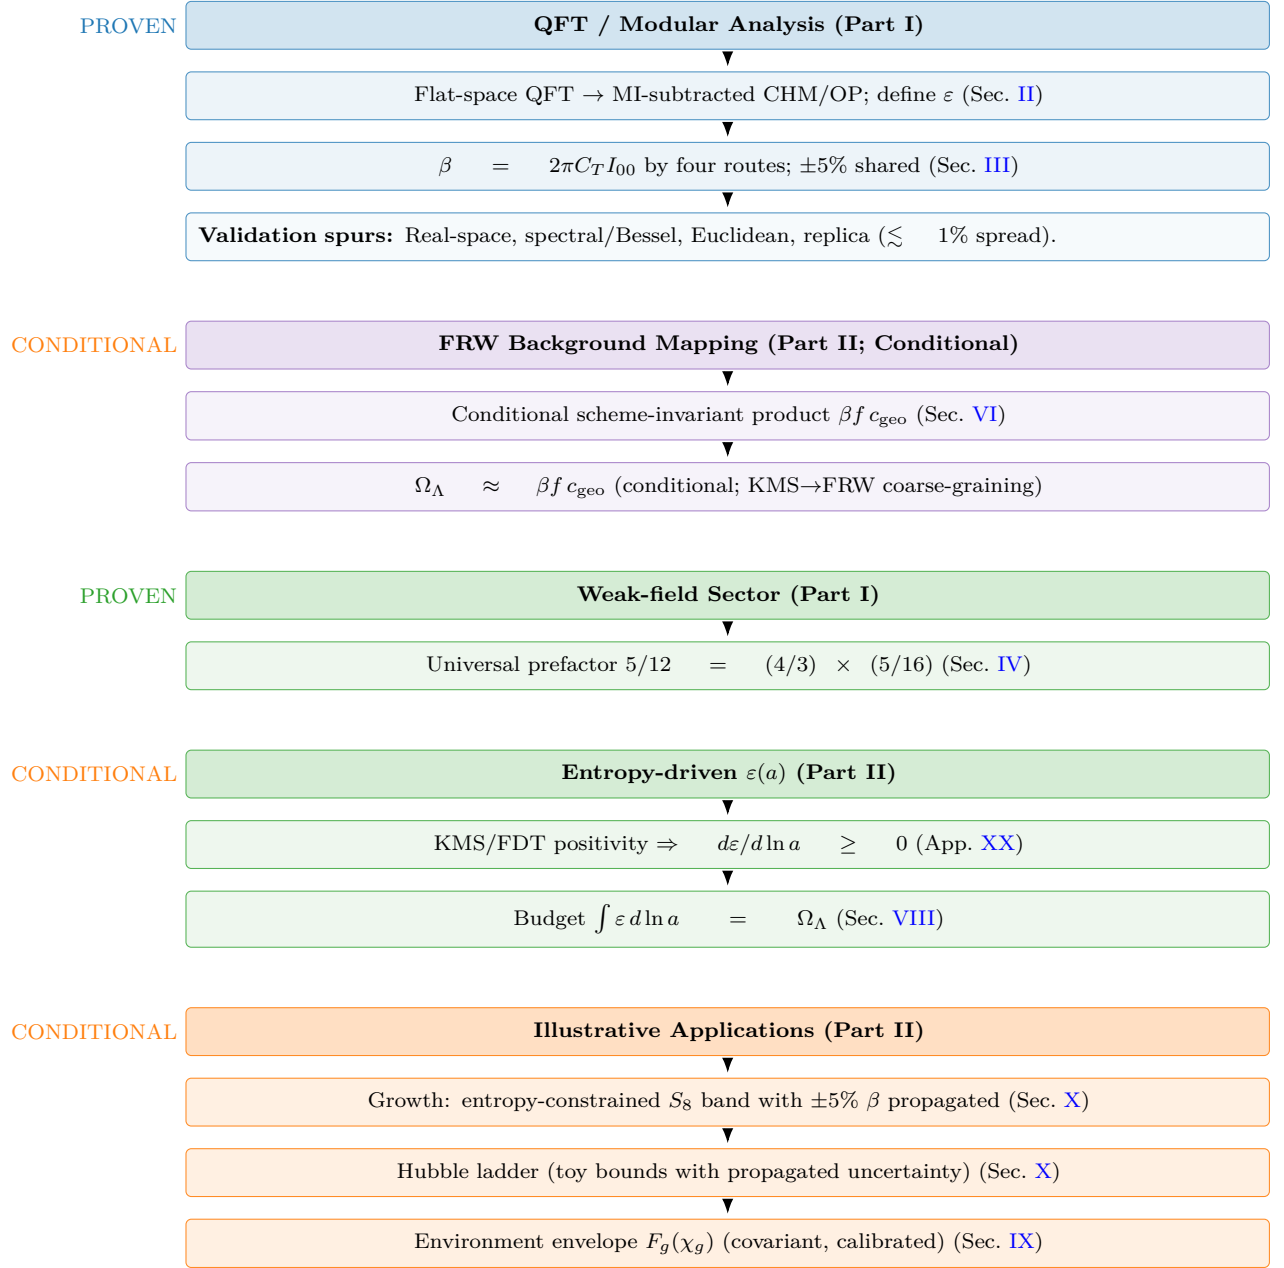 PROVEN
QFT / Modular Analysis (Part I)
Flat-space QFT → MI-subtracted CHM/OP; define ε (Sec. II)
β = 2πC_T I_00 by four routes; ±5% shared (Sec. III)
Validation spurs: Real-space, spectral/Bessel, Euclidean, replica (≲ 1% spread).
CONDITIONAL
FRW Background Mapping (Part II; Conditional)
Conditional scheme-invariant product βf c_geo (Sec. VI)
Ω_Λ ≈ βf c_geo (conditional; KMS→FRW coarse-graining)
PROVEN
Weak-field Sector (Part I)
Universal prefactor 5/12 = (4/3) × (5/16) (Sec. IV)
CONDITIONAL
Entropy-driven ε(a) (Part II)
KMS/FDT positivity ⇒ dε/d ln a ≥ 0 (App. XX)
Budget ∫ ε d ln a = Ω_Λ (Sec. VIII)
CONDITIONAL
Illustrative Applications (Part II)
Growth: entropy-constrained S_8 band with ±5% β propagated (Sec. X)
Hubble ladder (toy bounds with propagated uncertainty) (Sec. X)
Environment envelope F_g(χ_g) (covariant, calibrated) (Sec. IX)